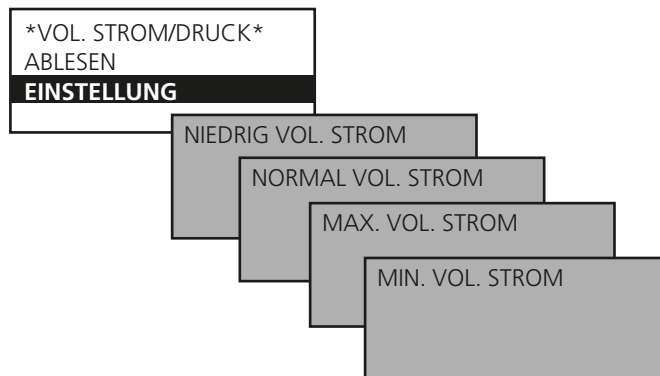 *VOL. STROM/DRUCK*
ABLESEN
EINSTELLUNG
NIEDRIG VOL. STROM
NORMAL VOL. STROM
MAX. VOL. STROM
MIN. VOL. STROM